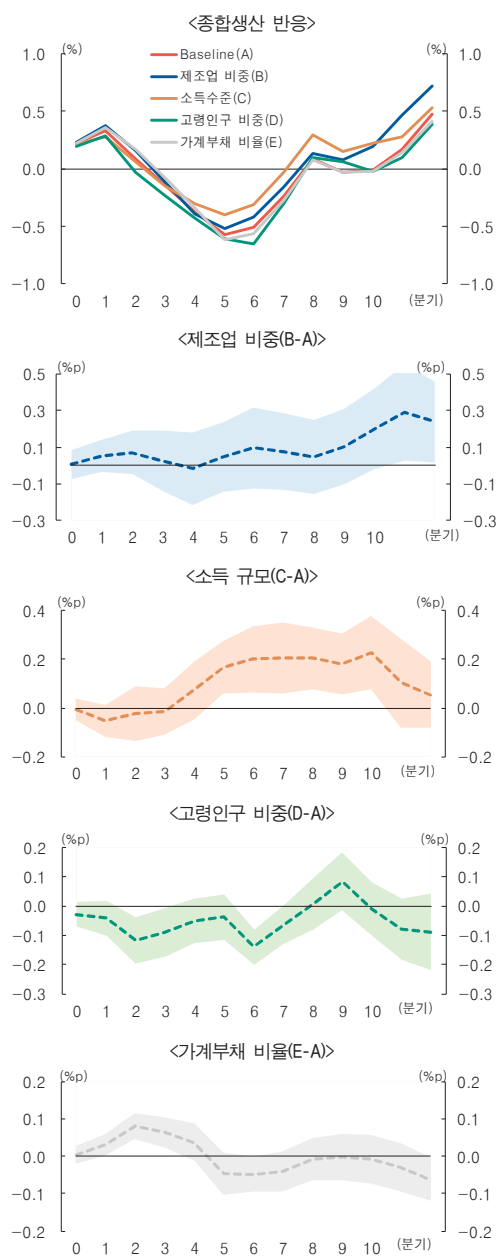 <종합생산 반응>
(%) (%)
1.0 1.0
Baseline(A)
제조업 비중(B)
소득수준(C)
고령인구 비중(D)
가계부채 비율(E)
0.5 0.5
0.0 0.0
−0.5 −0.5
−1.0 −1.0
0 1 2 3 4 5 6 7 8 9 10 (분기)
<제조업 비중(B-A)>
(%p) (%p)
0.5 0.5
0.3 0.3
0.1 0.1
−0.1 −0.1
−0.3 −0.3
0 1 2 3 4 5 6 7 8 9 10 (분기)
<소득 규모(C-A)>
(%p) (%p)
0.4 0.4
0.2 0.2
0.0 0.0
−0.2 −0.2
0 1 2 3 4 5 6 7 8 9 10 (분기)
<고령인구 비중(D-A)>
(%p) (%p)
0.2 0.2
0.1 0.1
0.0 0.0
−0.1 −0.1
−0.2 −0.2
−0.3 −0.3
0 1 2 3 4 5 6 7 8 9 10 (분기)
<가계부채 비율(E-A)>
(%p) (%p)
0.2 0.2
0.1 0.1
0.0 0.0
−0.1 −0.1
−0.2 −0.2
0 1 2 3 4 5 6 7 8 9 10 (분기)